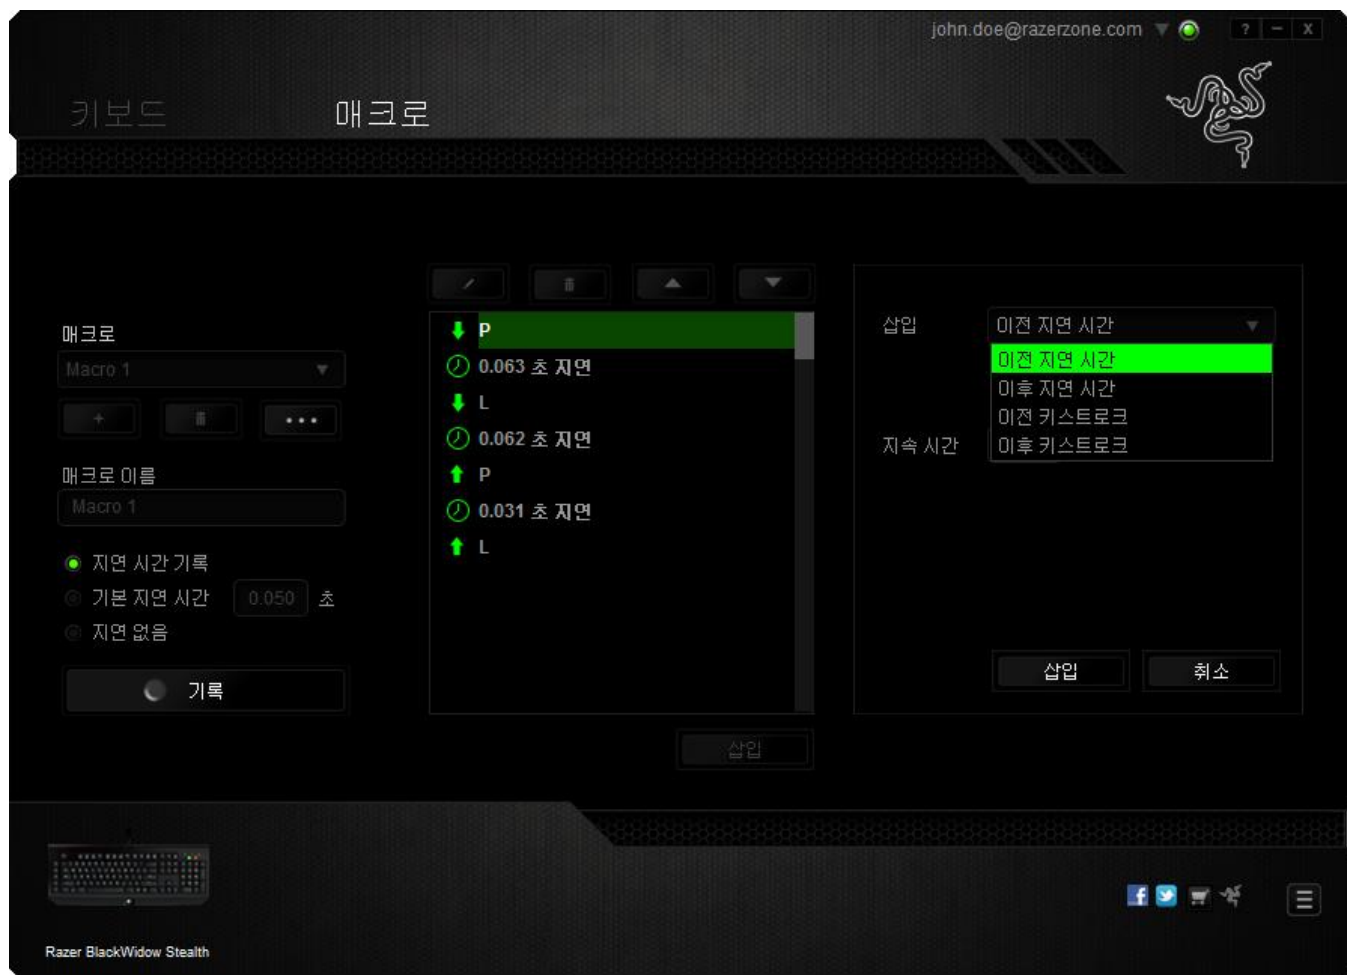 john.doe@razerzone.com
? – X
키보드 매크로
매크로
Macro 1
매크로 이름
Macro 1
지연 시간 기록
기본 지연 시간 0.050 초
지연 없음
기록
P
0.063 초 지연
L
0.062 초 지연
P
0.031 초 지연
L
삽입
삽입 이전 지연 시간
이전 지연 시간
이후 지연 시간
이전 키스트로크
이후 키스트로크
지속 시간
삽입 취소
Razer BlackWidow Stealth